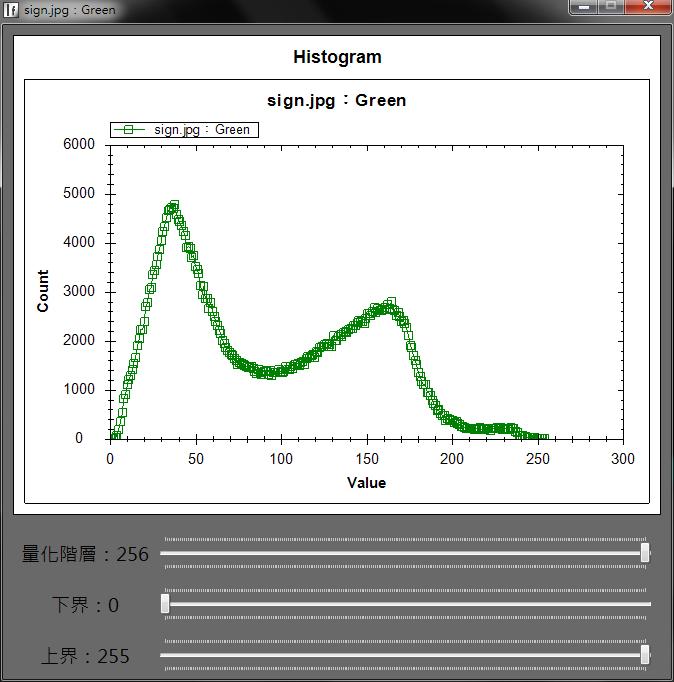 sign.jpg：Green
Histogram
sign.jpg：Green
sign.jpg：Green
6000
5000
4000
3000
2000
1000
0
Count
0 50 100 150 200 250 300
Value
量化階層：256
下界：0
上界：255